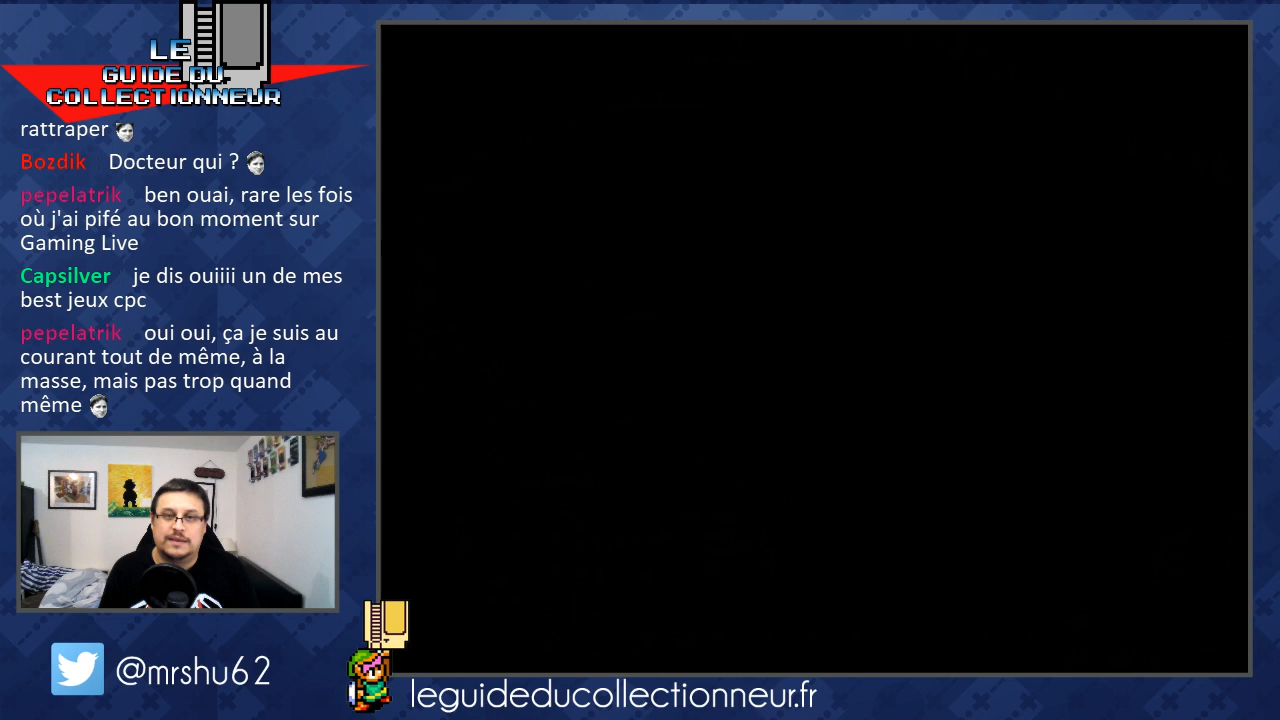 LE
GUIDE DU
COLLECTIONNEUR
rattraper
Bozdik Docteur qui ?
pepelatrik ben ouai, rare les fois
où j'ai pifé au bon moment sur
Gaming Live
Capsilver je dis ouiiii un de mes
best jeux cpc
pepelatrik oui oui, ça je suis au
courant tout de même, à la
masse, mais pas trop quand
même
@mrshu62
leguideducollectionneur.fr